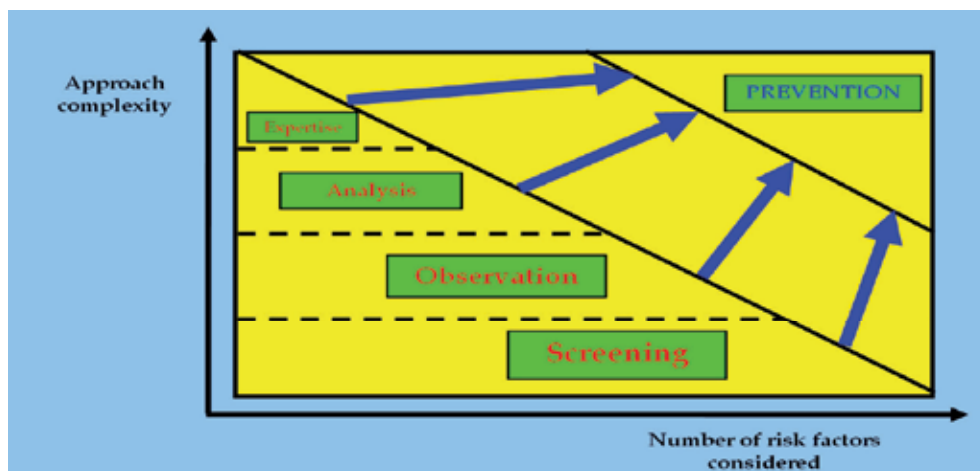 Approach
complexity
PREVENTION
Expertise
Analysis
Observation
Screening
Number of risk factors
considered